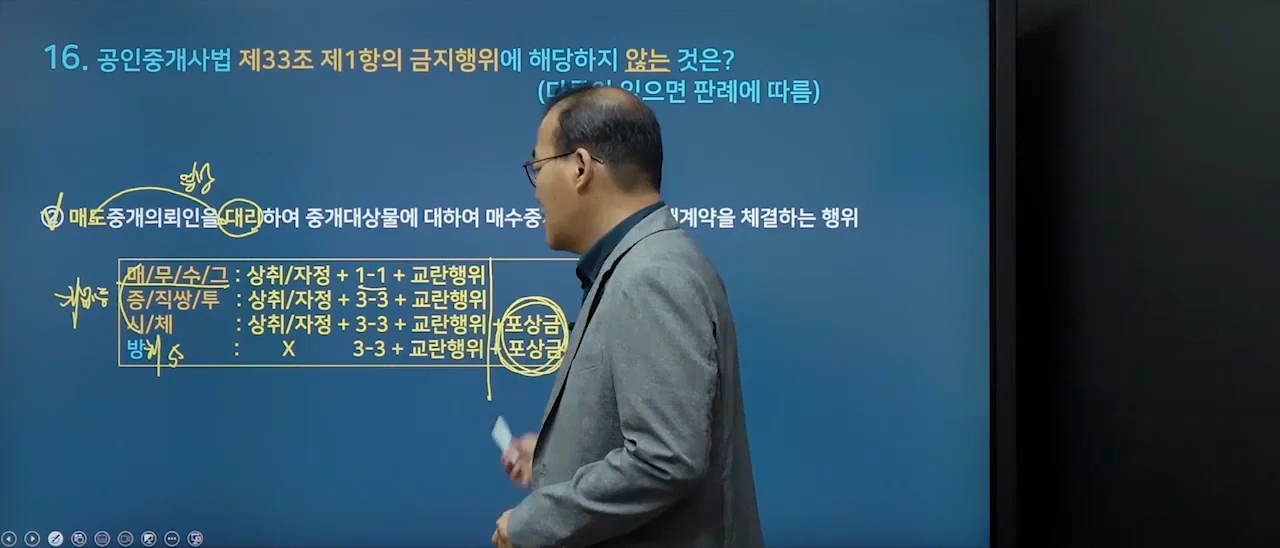 16. 공인중개사법 제33조 제1항의 금지행위에 해당하지 않는 것은?
있으면 판례에 따름)
② 매도중개의뢰인을 대리하여 중개대상물에 대하여 매수중 계약을 체결하는 행위
매/무/수/그 : 상취/자정 + 1-1 + 교란행위
증/직쌍/투 : 상취/자정 + 3-3 + 교란행위
시/체 : 상취/자정 + 3-3 + 교란행위 + 포상금
방 : X 3-3 + 교란행위 + 포상금